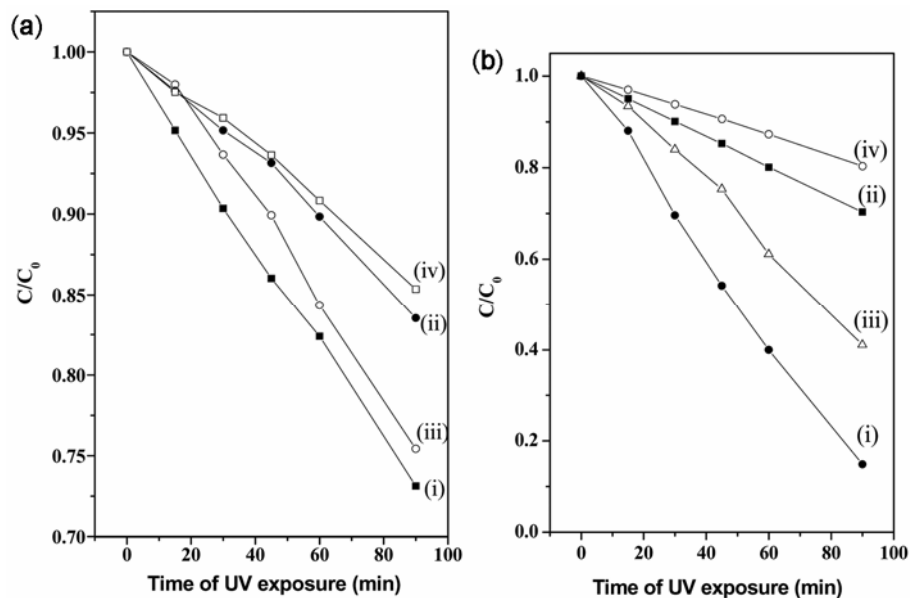 (a)
1.00
0.95
0.90
0.85
0.80
0.75
0.70
C/C₀
0 20 40 60 80 100
Time of UV exposure (min)
(iv)
(ii)
(iii)
(i)
(b)
1.0
0.8
0.6
0.4
0.2
0.0
C/C₀
0 20 40 60 80 100
Time of UV exposure (min)
(iv)
(ii)
(iii)
(i)